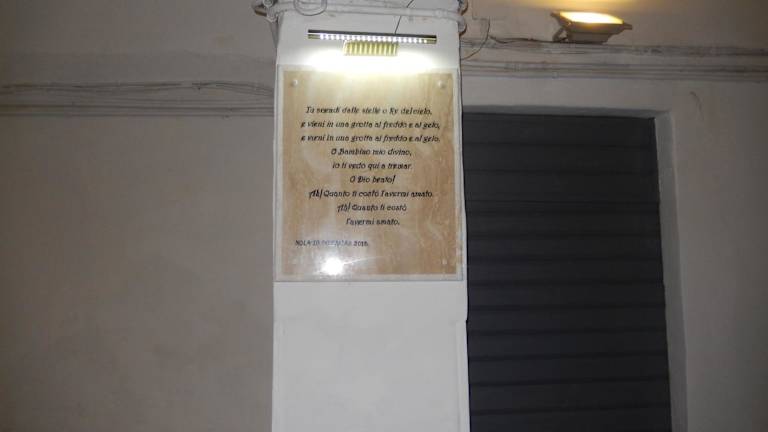 Tu scendi dalle stelle o Re del cielo,
e vieni in una grotta al freddo e al gelo,
e vieni in una grotta al freddo e al gelo.
O Bambino mio divino,
io ti vedo qui a tremar.
O Dio beato!
Ah! Quanto ti costò l'avermi amato.
Ah! Quanto ti costò
l'avermi amato.
NOLA 2015